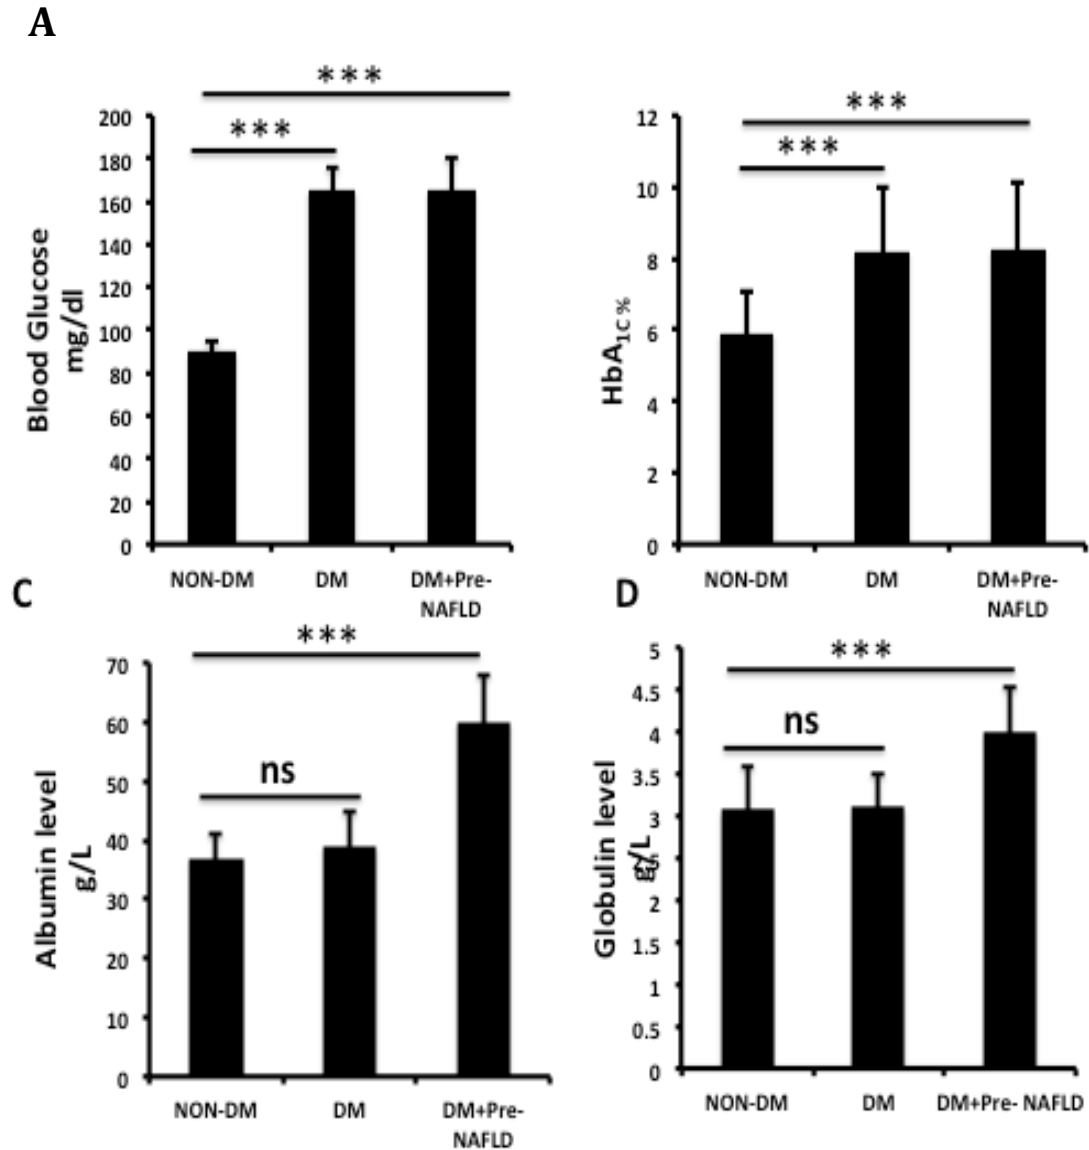 A
***
***
200
180
160
140
120
100
80
60
40
20
0
Blood Glucose
mg/dl
NON-DM DM DM+Pre-
NAFLD
***
***
12
10
8
6
4
2
0
HbA1C %
NON-DM DM DM+Pre-
NAFLD
C
***
ns
70
60
50
40
30
20
10
0
Albumin level
g/L
NON-DM DM DM+Pre-
NAFLD
D
***
ns
5
4.5
4
3.5
3
2.5
2
1.5
1
0.5
0
Globulin level
g/L
NON-DM DM DM+Pre- NAFLD